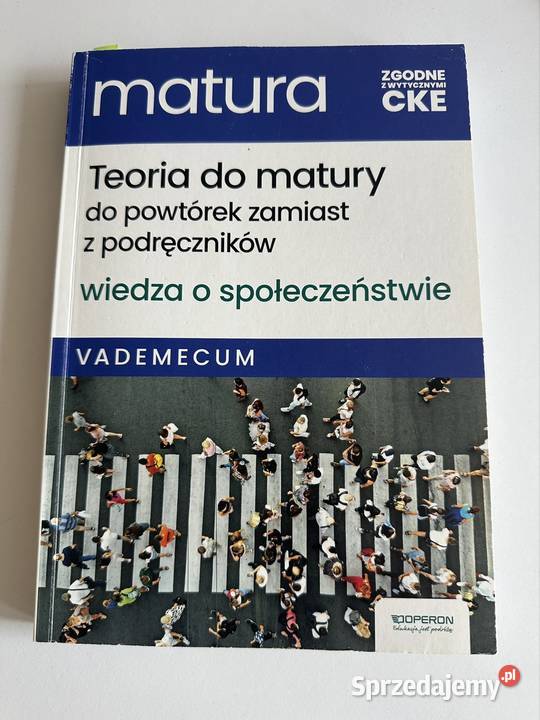 matura
ZGODNE
Z WYTYCZNYMI
CKE
Teoria do matury
do powtórek zamiast
z podręczników
wiedza o społeczeństwie
VADEMECUM
OPERON
Edukacja jest podróżą
Sprzedajemy.pl